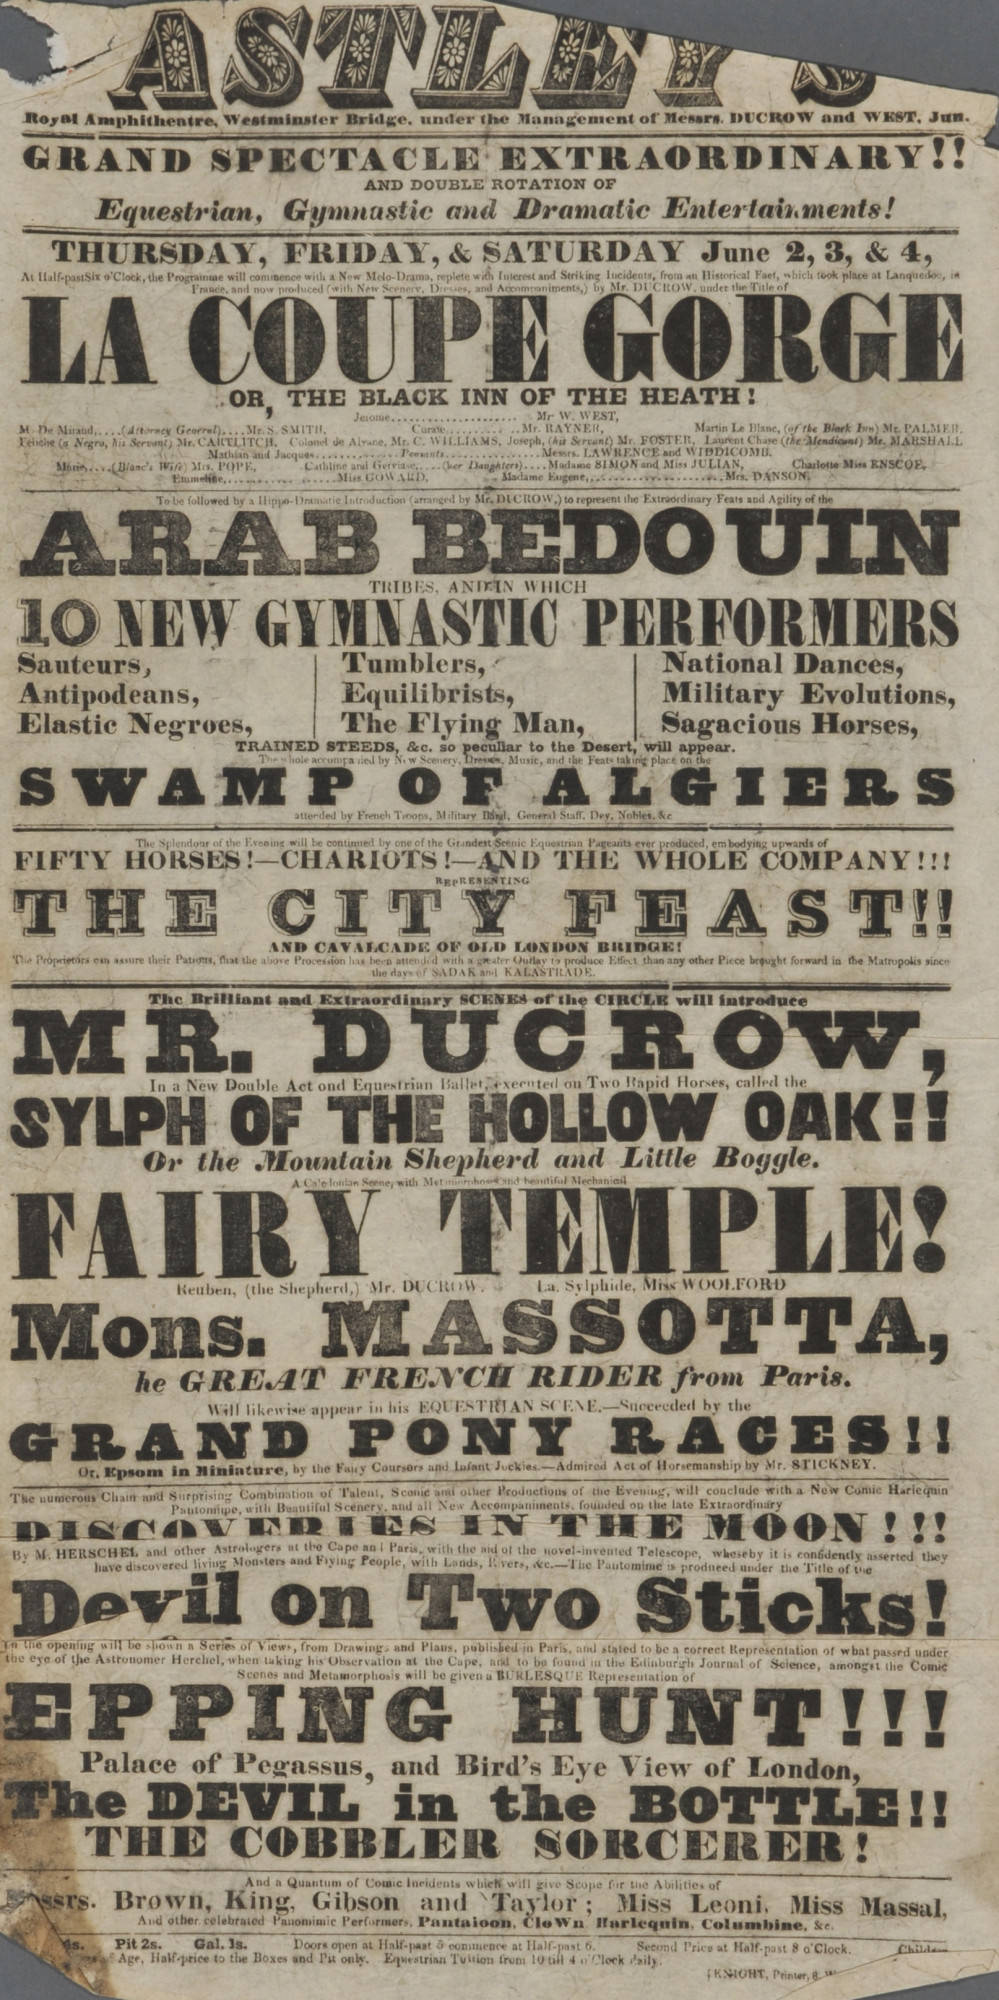 ASTLEY'S
Royal Amphitheatre, Westminster Bridge, under the Management of Messrs. DUCROW and WEST, Jun.
GRAND SPECTACLE EXTRAORDINARY!!
AND DOUBLE ROTATION OF
Equestrian, Gymnastic and Dramatic Entertainments!
THURSDAY, FRIDAY, & SATURDAY June 2, 3, & 4,
At Half-past Six o'Clock, the Programme will commence with a New Melo-Drama, replete with Interest and Striking Incidents, from an Historical Fact, which took place at Lanquedoc, in
France, and now produced (with New Scenery, Dresses, and Accompaniments,) by Mr. DUCROW, under the Title of
LA COUPE GORGE
OR, THE BLACK INN OF THE HEATH!
Jerome.................... Mr W. WEST,
M. De Miraud,....(Attorney General)....Mr. S. SMITH, Curate............... Mr. RAYNER, Martin Le Blanc, (of the Black Inn) Mr. PALMER,
(a Negro, his Servant) Mr. CARTLITCH, Colonel de Alvane, Mr. C. WILLIAMS, Joseph, (his Servant) Mr. FOSTER, Laurent Chase (the Mendicant) Mr. MARSHALL
Mathian and Jacques............... Peasants............... Messrs. LAWRENCE and WIDDICOMB,
Marie,....(Blanc's Wife) Mrs. POPE, Cathline and Gerviase,....(her Daughters)....Madame SIMON and Miss JULIAN, Charlotte Miss ENSCOE,
Emmeline,....................Miss GOWARD, Madame Eugene,....................Mrs. DANSON,
To be followed by a Hippo-Dramatic Introduction (arranged by Mr. DUCROW,) to represent the Extraordinary Feats and Agility of the
ARAB BEDOUIN
TRIBES, AND IN WHICH
10 NEW GYMNASTIC PERFORMERS
Sauteurs, Tumblers, National Dances,
Antipodeans, Equilibrists, Military Evolutions,
Elastic Negroes, The Flying Man, Sagacious Horses,
TRAINED STEEDS, &c. so peculiar to the Desert, will appear.
The whole accompanied by New Scenery, Dresses, Music, and the Feats taking place on the
SWAMP OF ALGIERS
attended by French Troops, Military Band, General Staff, Dey, Nobles, &c
The Splendour of the Evening will be continued by one of the Grandest Scenic Equestrian Pageants ever produced, embodying upwards of
FIFTY HORSES!—CHARIOTS!—AND THE WHOLE COMPANY!!!
REPRESENTING
THE CITY FEAST!!
AND CAVALCADE OF OLD LONDON BRIDGE!
The Proprietors can assure their Patrons, that the above Procession has been attended with a greater Outlay to produce Effect than any other Piece brought forward in the Matropolis since
the days of SADAK and KALASTRADE.
The Brilliant and Extraordinary SCENES of the CIRCLE will introduce
MR. DUCROW,
In a New Double Act and Equestrian Ballet, executed on Two Rapid Horses, called the
SYLPH OF THE HOLLOW OAK!!
Or the Mountain Shepherd and Little Boggle.
A Caledonian Scene, with Metamorphoses and beautiful Mechanical
FAIRY TEMPLE!
Reuben, (the Shepherd,) Mr. DUCROW. La. Sylphide, Miss WOOLFORD
Mons. MASSOTTA,
he GREAT FRENCH RIDER from Paris.
Will likewise appear in his EQUESTRIAN SCENE.—Succeeded by the
GRAND PONY RACES!!
Or, Epsom in Miniature, by the Fairy Coursers and Infant Jockies.—Admired Act of Horsemanship by Mr. STICKNEY.
The numerous Chain and Surprising Combination of Talent, Scenic and other Productions of the Evening, will conclude with a New Comic Harlequin
Pantomime, with Beautiful Scenery, and all New Accompaniments, founded on the late Extraordinary
DISCOVERIES IN THE MOON!!!
By M. HERSCHEL and other Astrologers at the Cape and Paris, with the aid of the novel-invented Telescope, whereby it is confidently asserted they
have discovered living Monsters and Flying People, with Lands, Rivers, &c.—The Pantomime is produced under the Title of the
Devil on Two Sticks!
In the opening will be shown a Series of Views, from Drawings and Plans, published in Paris, and stated to be a correct Representation of what passed under
the eye of the Astronomer Herchel, when taking his Observation at the Cape, and to be found in the Edinburgh Journal of Science, amongst the Comic
Scenes and Metamorphosis will be given a BURLESQUE Representation of
EPPING HUNT!!!
Palace of Pegassus, and Bird's Eye View of London,
The DEVIL in the BOTTLE!!
THE COBBLER SORCERER!
And a Quantum of Comic Incidents which will give Scope for the Abilities of
Messrs. Brown, King, Gibson and Taylor; Miss Leoni, Miss Massal,
And other celebrated Panomimic Performers, Pantaloon, Clown Harlequin, Columbine, &c.
4s. Pit 2s. Gal. 1s. Doors open at Half-past 5 commence at Half-past 6. Second Price at Half-past 8 o'Clock. Children
Age, Half-price to the Boxes and Pit only. Equestrian Tuition from 10 till 4 o'Clock daily.
KNIGHT, Printer, 8,